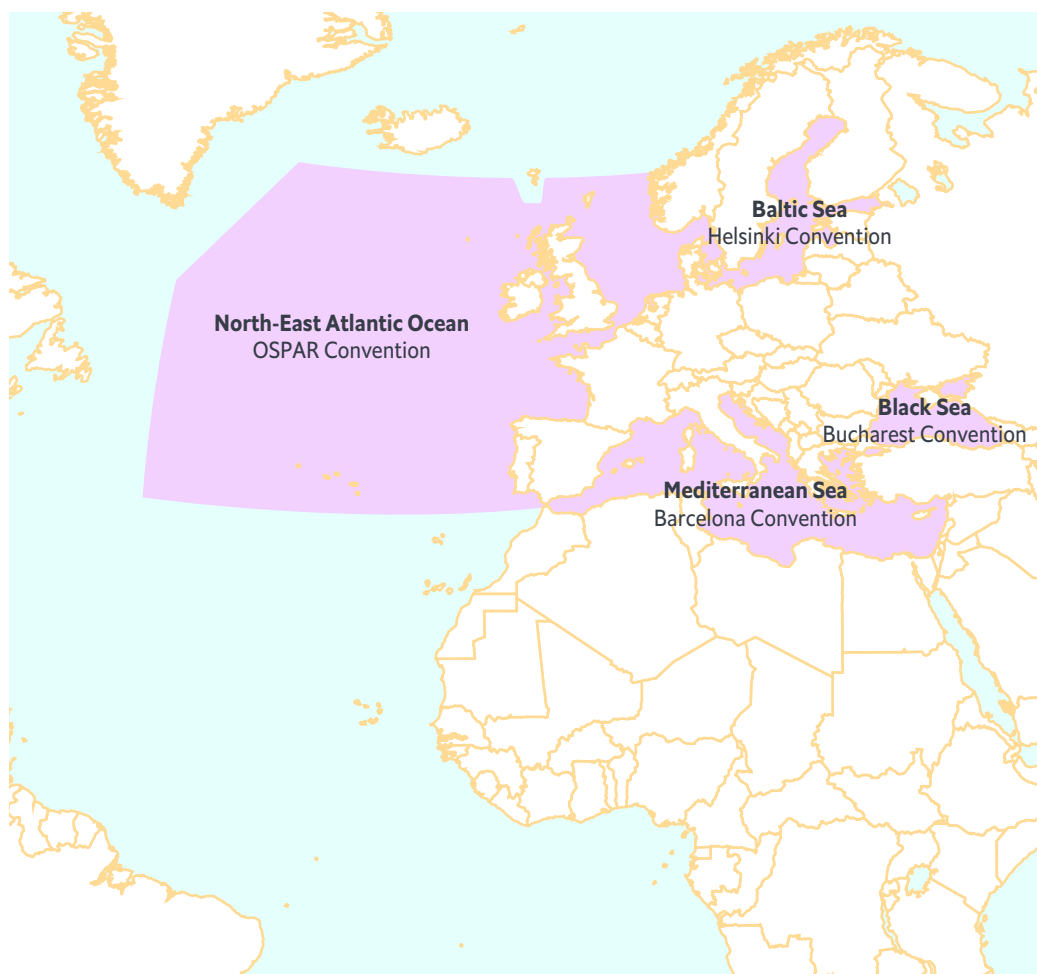 Baltic Sea
Helsinki Convention
North-East Atlantic Ocean
OSPAR Convention
Black Sea
Bucharest Convention
Mediterranean Sea
Barcelona Convention